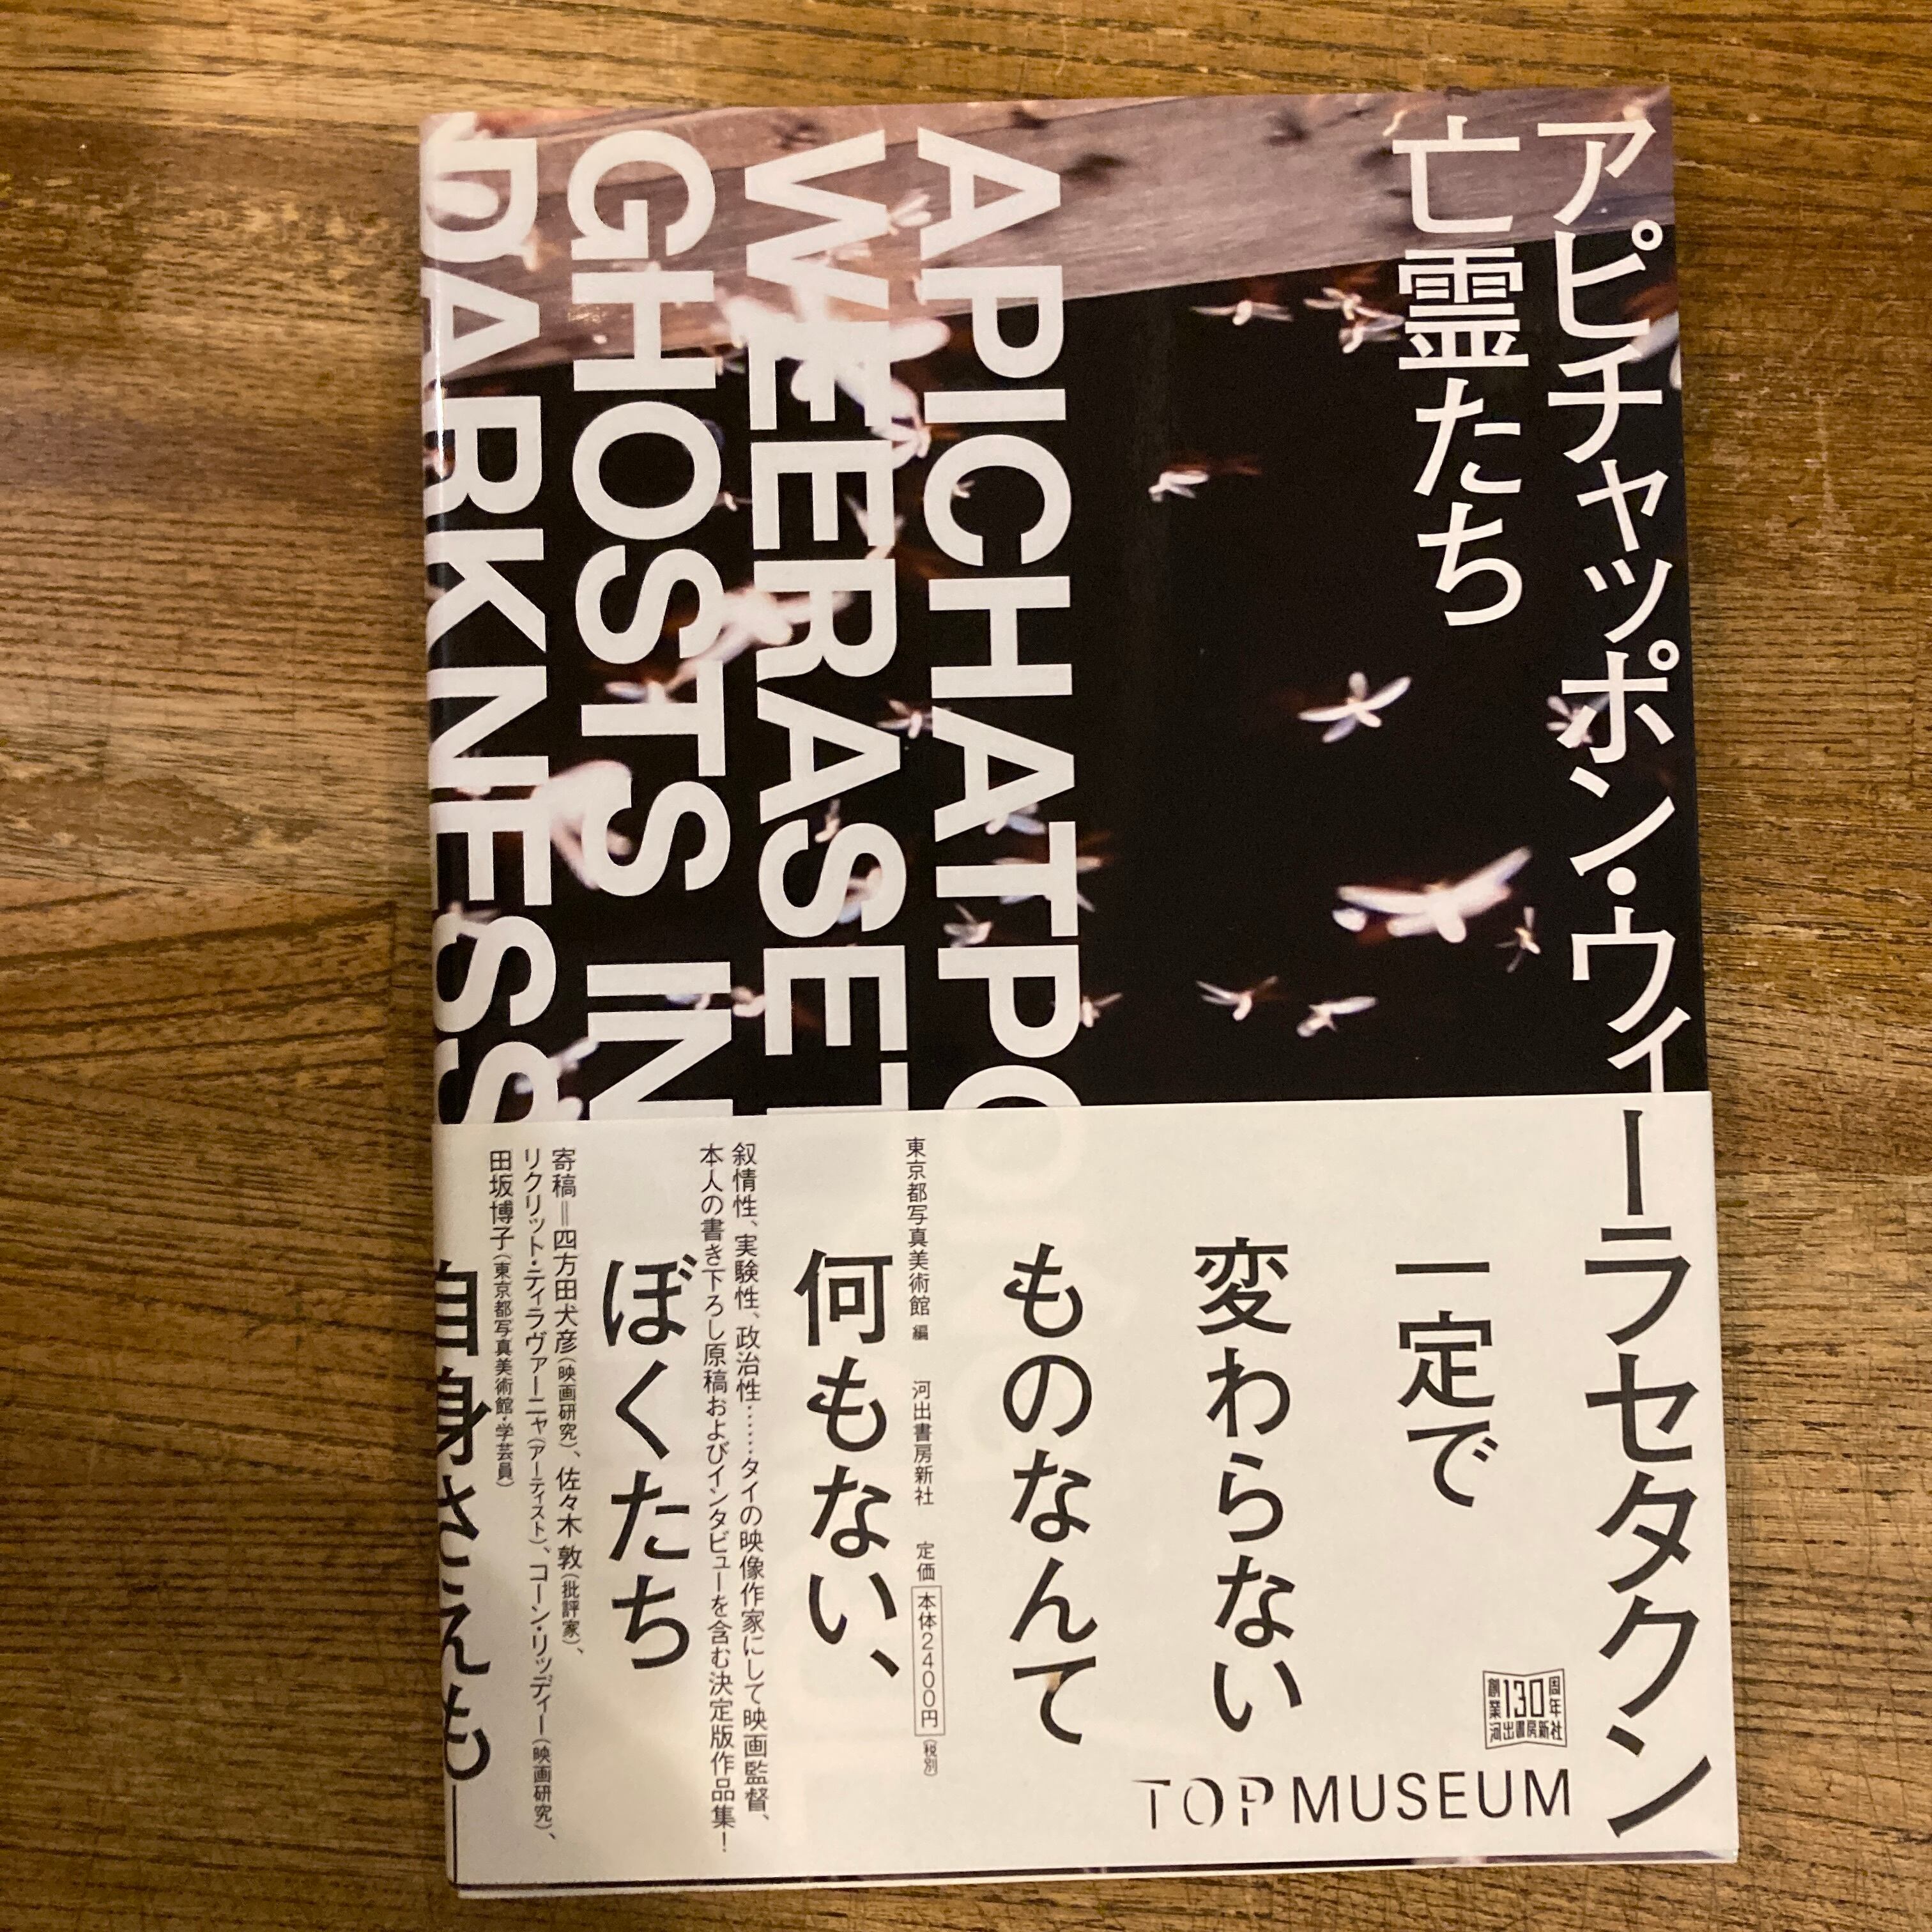 アピチャッポン・ウィーラセタクン
亡霊たち
APICHATPO
WEERASET
GHOSTS IN
DARKNESS
一定で
変わらない
ものなんて
何もない、
ぼくたち
自身さえも——
東京都写真美術館 編 河出書房新社 定価 本体2400円(税別)
叙情性、実験性、政治性……タイの映像作家にして映画監督、
本人の書き下ろし原稿およびインタビューを含む決定版作品集!
寄稿=四方田犬彦(映画研究)、佐々木 敦(批評家)、
リクリット・ティラヴァーニャ(アーティスト)、コーン・リッディー(映画研究)、
田坂博子(東京都写真美術館・学芸員)
創業130周年
河出書房新社
TOP MUSEUM